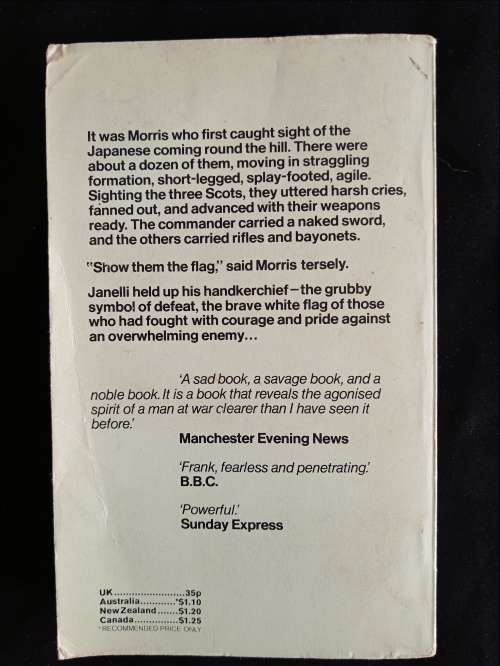 It was Morris who first caught sight of the
Japanese coming round the hill. There were
about a dozen of them, moving in straggling
formation, short-legged, splay-footed, agile.
Sighting the three Scots, they uttered harsh cries,
fanned out, and advanced with their weapons
ready. The commander carried a naked sword,
and the others carried rifles and bayonets.
"Show them the flag," said Morris tersely.
Janelli held up his handkerchief–the grubby
symbol of defeat, the brave white flag of those
who had fought with courage and pride against
an overwhelming enemy...
'A sad book, a savage book, and a
noble book. It is a book that reveals the agonised
spirit of a man at war clearer than I have seen it
before.'
Manchester Evening News
'Frank, fearless and penetrating.'
B.B.C.
'Powerful.'
Sunday Express
UK.........................35p
Australia............*$1.10
New Zealand.......$1.20
Canada...............$1.25
*RECOMMENDED PRICE ONLY